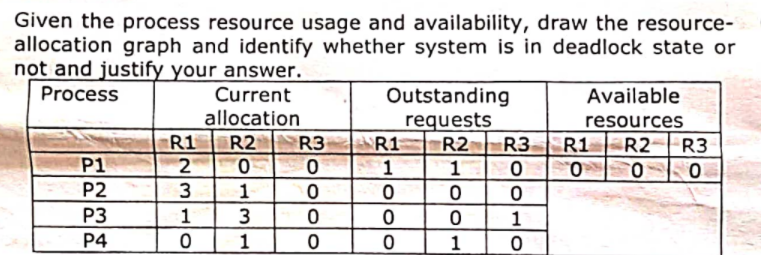 Given the process resource usage and availability, draw the resource-
allocation graph and identify whether system is in deadlock state or
not and justify your answer.
Process Current allocation Outstanding requests Available resources
R1 R2 R3 R1 R2 R3 R1 R2 R3
P1 2 0 0 1 1 0 0 0 0
P2 3 1 0 0 0 0
P3 1 3 0 0 0 1
P4 0 1 0 0 1 0